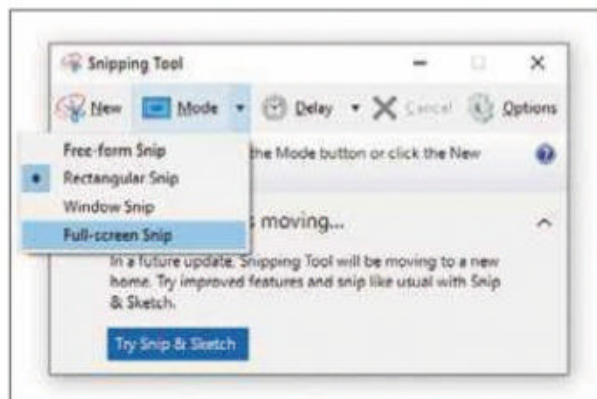 Snipping Tool
New Mode Delay Cancel Options
Free-form Snip
the Mode button or click the New
Rectangular Snip
Window Snip
Full-screen Snip
s moving...
In a future update, Snipping Tool will be moving to a new
home. Try improved features and snip like usual with Snip
& Sketch.
Try Snip & Sketch